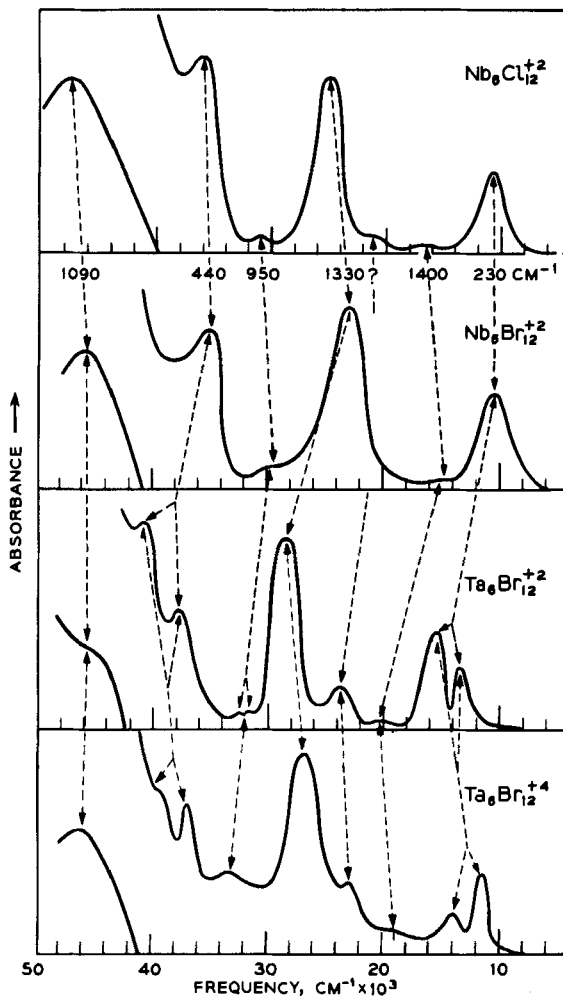 Nb₆Cl₁₂⁺²
1090 440 950 1330 ? 1400 230 CM⁻¹
Nb₆Br₁₂⁺²
ABSORBANCE →
Ta₆Br₁₂⁺²
Ta₆Br₁₂⁺⁴
50 40 30 20 10
FREQUENCY, CM⁻¹×10³